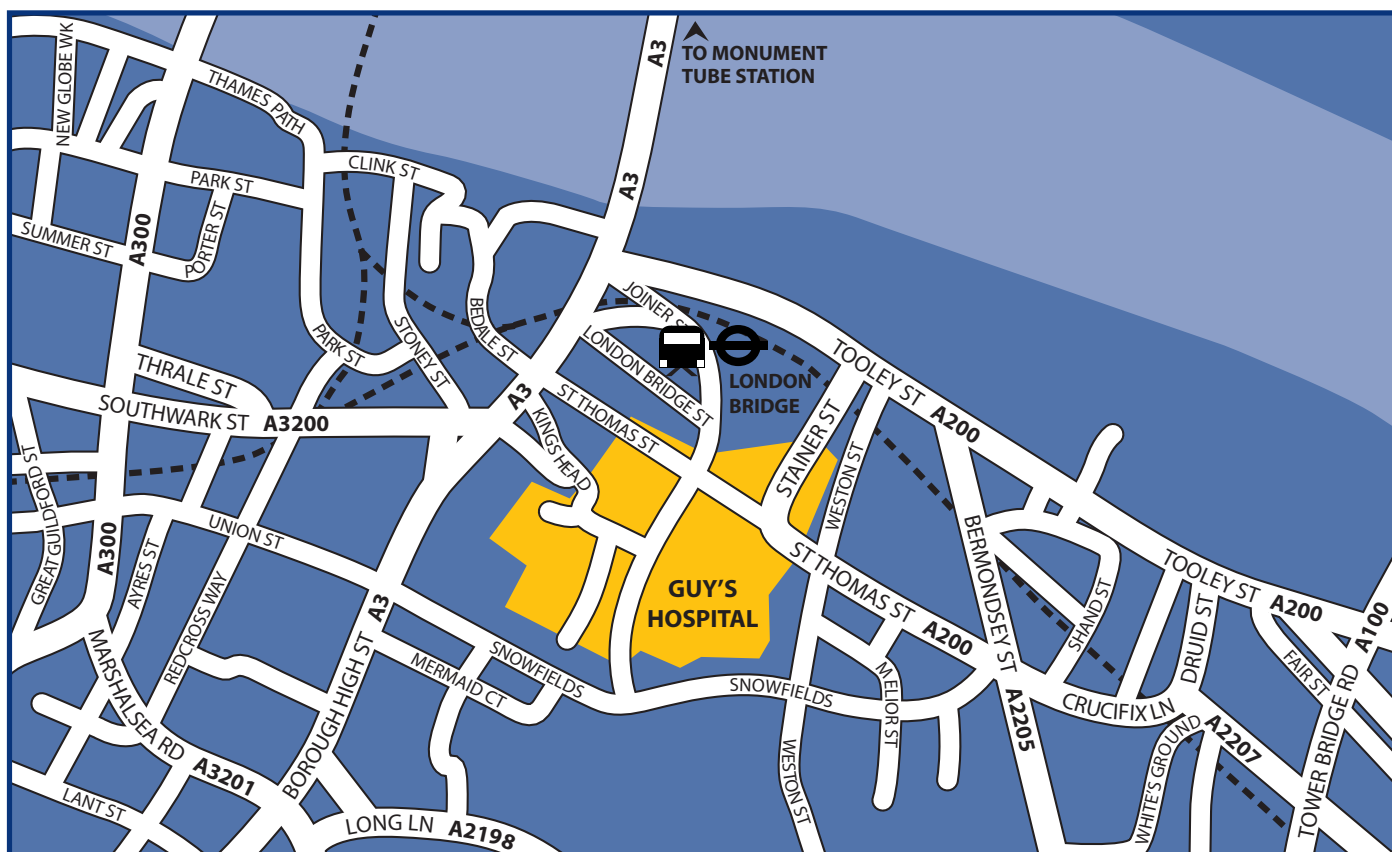 A3
TO MONUMENT
TUBE STATION
NEW GLOBE WK
THAMES PATH
CLINK ST
A3
PARK ST
PORTER ST
A300
SUMMER ST
JOINER ST
BEDALE ST
STONEY ST
PARK ST
LONDON BRIDGE ST
LONDON
BRIDGE
TOOLEY ST
A200
THRALE ST
SOUTHWARK ST
A3200
A3
ST THOMAS ST
KINGS HEAD
STAINER ST
WESTON ST
GREAT GUILDFORD ST
A300
UNION ST
AYRES ST
REDCROSS WAY
A3
GUY'S
HOSPITAL
ST THOMAS ST
A200
BERMONDSEY ST
SHAND ST
TOOLEY ST
A200
A100
DRUID ST
FAIR ST
TOWER BRIDGE RD
MARSHALSEA RD
A3201
BOROUGH HIGH ST
MERMAID CT
SNOWFIELDS
SNOWFIELDS
MELIOR ST
WESTON ST
A2205
CRUCIFIX LN
WHITE'S GROUND
A2207
LANT ST
LONG LN
A2198